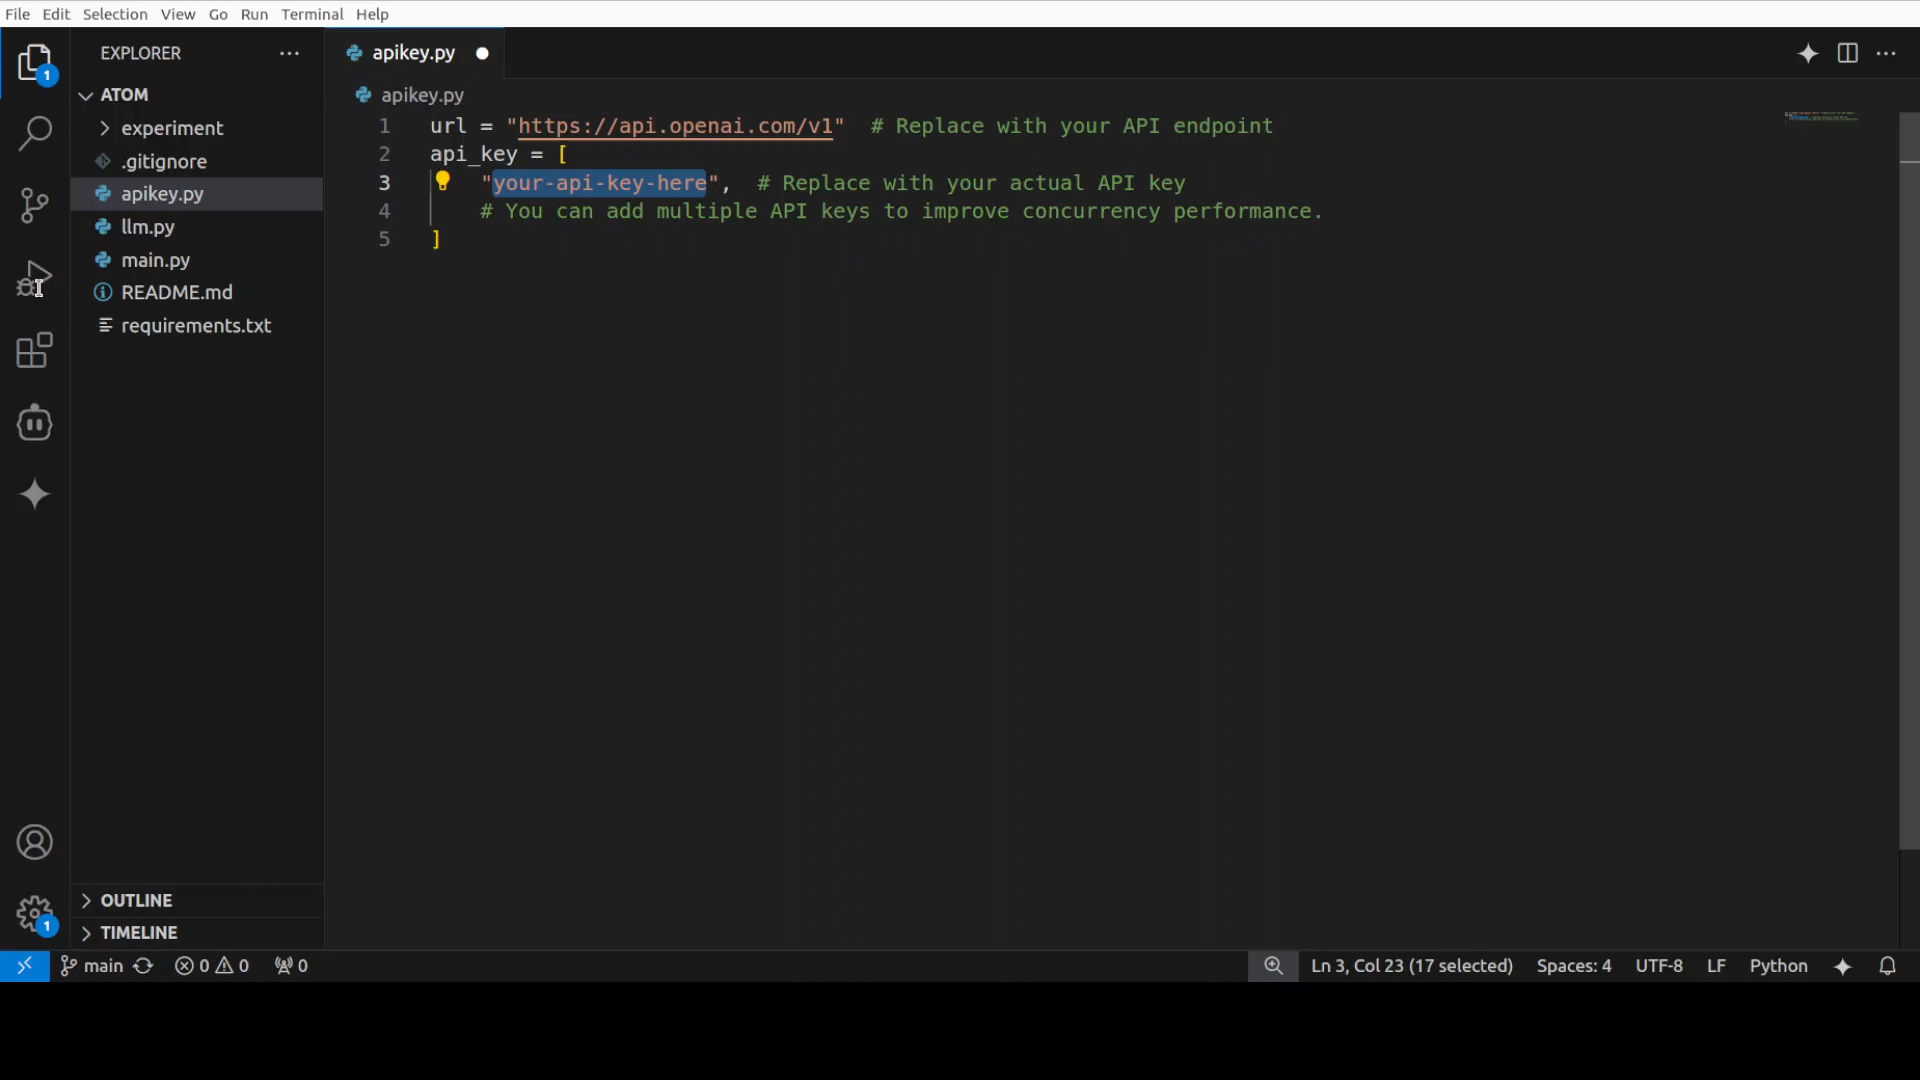 File Edit Selection View Go Run Terminal Help
EXPLORER
ATOM
experiment
.gitignore
apikey.py
llm.py
main.py
README.md
requirements.txt
OUTLINE
TIMELINE
apikey.py
apikey.py
1 url = "https://api.openai.com/v1" # Replace with your API endpoint
2 api_key = [
3 "your-api-key-here", # Replace with your actual API key
4 # You can add multiple API keys to improve concurrency performance.
5 ]
1
1
main 0 0 0 Ln 3, Col 23 (17 selected) Spaces: 4 UTF-8 LF Python